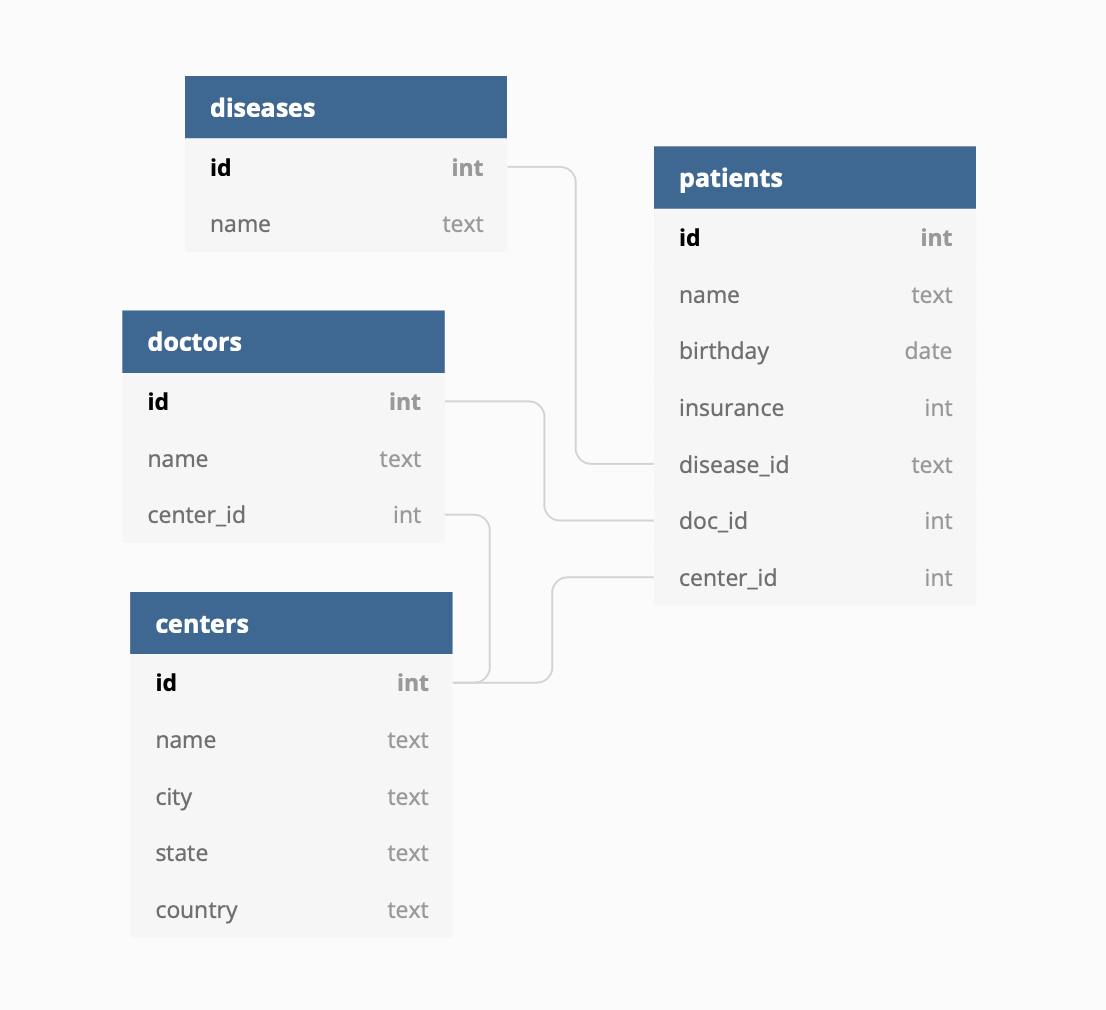 diseases
id int
name text
patients
id int
name text
birthday date
insurance int
disease_id text
doc_id int
center_id int
doctors
id int
name text
center_id int
centers
id int
name text
city text
state text
country text